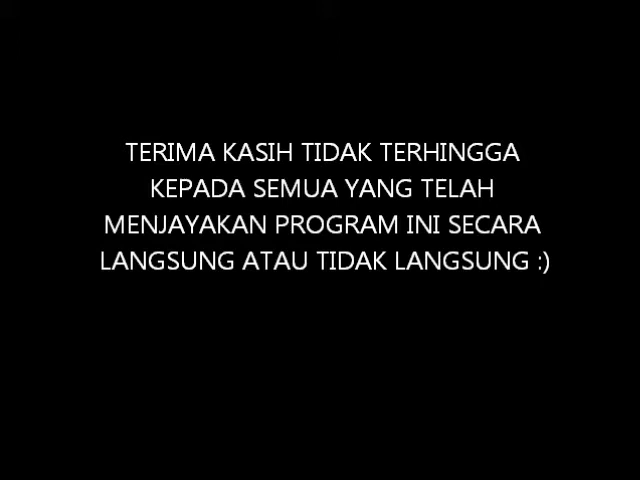 TERIMA KASIH TIDAK TERHINGGA
KEPADA SEMUA YANG TELAH
MENJAYAKAN PROGRAM INI SECARA
LANGSUNG ATAU TIDAK LANGSUNG :)